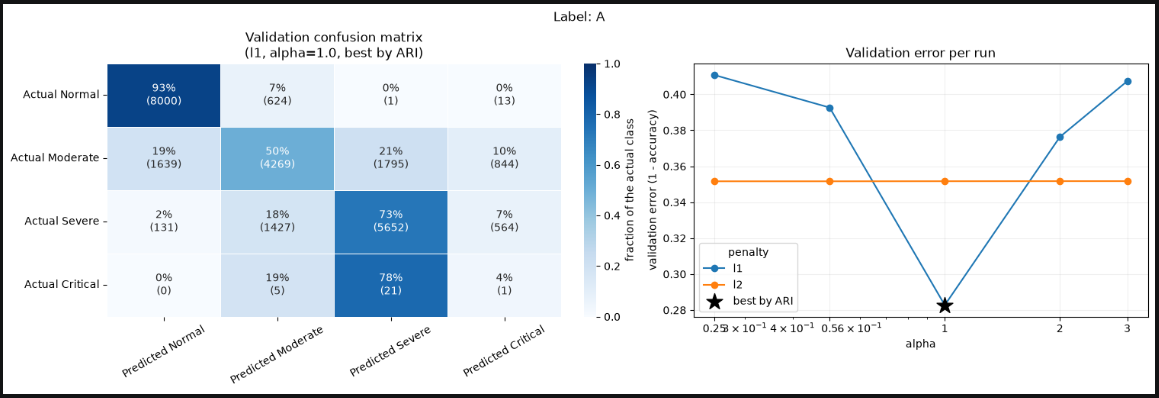 Label: A
Validation confusion matrix
(l1, alpha=1.0, best by ARI)
Actual Normal
Actual Moderate
Actual Severe
Actual Critical
93%
(8000)
7%
(624)
0%
(1)
0%
(13)
19%
(1639)
50%
(4269)
21%
(1795)
10%
(844)
2%
(131)
18%
(1427)
73%
(5652)
7%
(564)
0%
(0)
19%
(5)
78%
(21)
4%
(1)
Predicted Normal
Predicted Moderate
Predicted Severe
Predicted Critical
1.0
0.8
0.6
0.4
0.2
0.0
fraction of the actual class
Validation error per run
validation error (1 - accuracy)
0.40
0.38
0.36
0.34
0.32
0.30
0.28
penalty
l1
l2
best by ARI
0.25 3 × 10⁻¹ 4 × 10⁻¹ 0.5 6 × 10⁻¹ 1 2 3
alpha